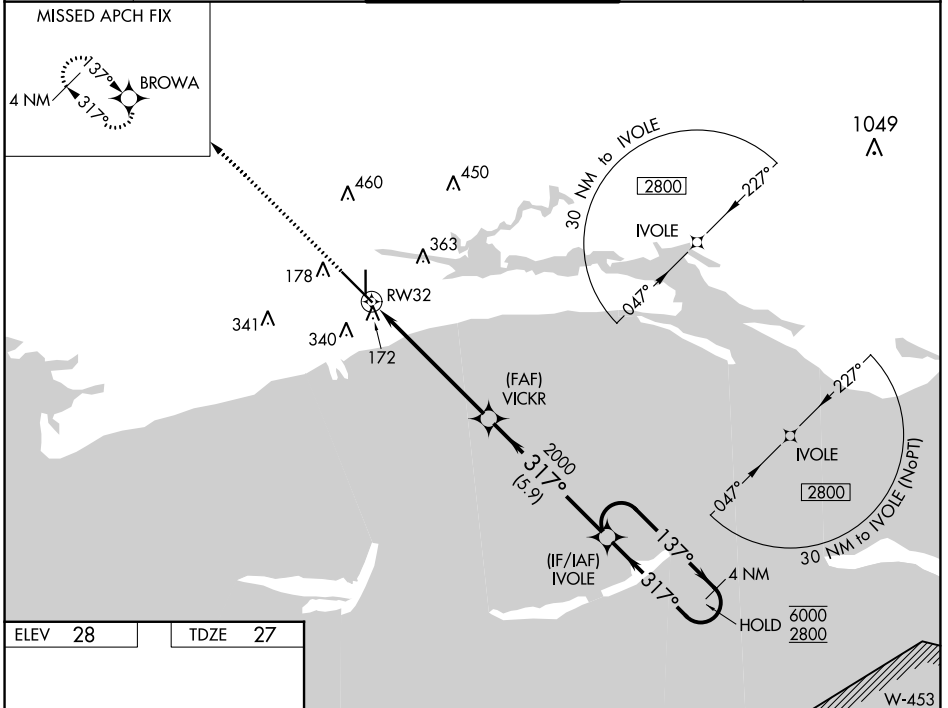 MISSED APCH FIX
137°
BROWA
4 NM
317°
1049
460
450
30 NM to IVOLE
2800
227°
IVOLE
047°
363
178
RW32
341
340
172
(FAF)
VICKR
2000
317°
(5.9)
227°
IVOLE
047°
2800
30 NM to IVOLE (NoPT)
(IF/IAF)
IVOLE
137°
317°
4 NM
HOLD
6000
2800
ELEV 28
TDZE 27
W-453